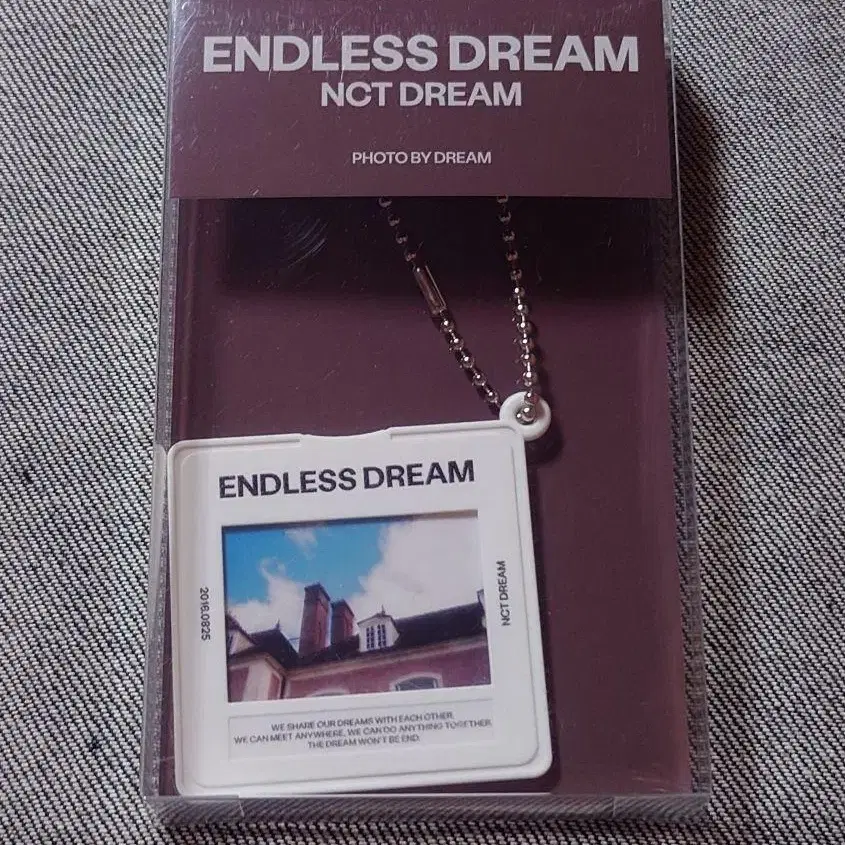 ENDLESS DREAM
NCT DREAM
PHOTO BY DREAM
ENDLESS DREAM
2016.0825
NCT DREAM
WE SHARE OUR DREAMS WITH EACH OTHER.
WE CAN MEET ANYWHERE, WE CAN DO ANYTHING TOGETHER.
THE DREAM WON'T BE END.